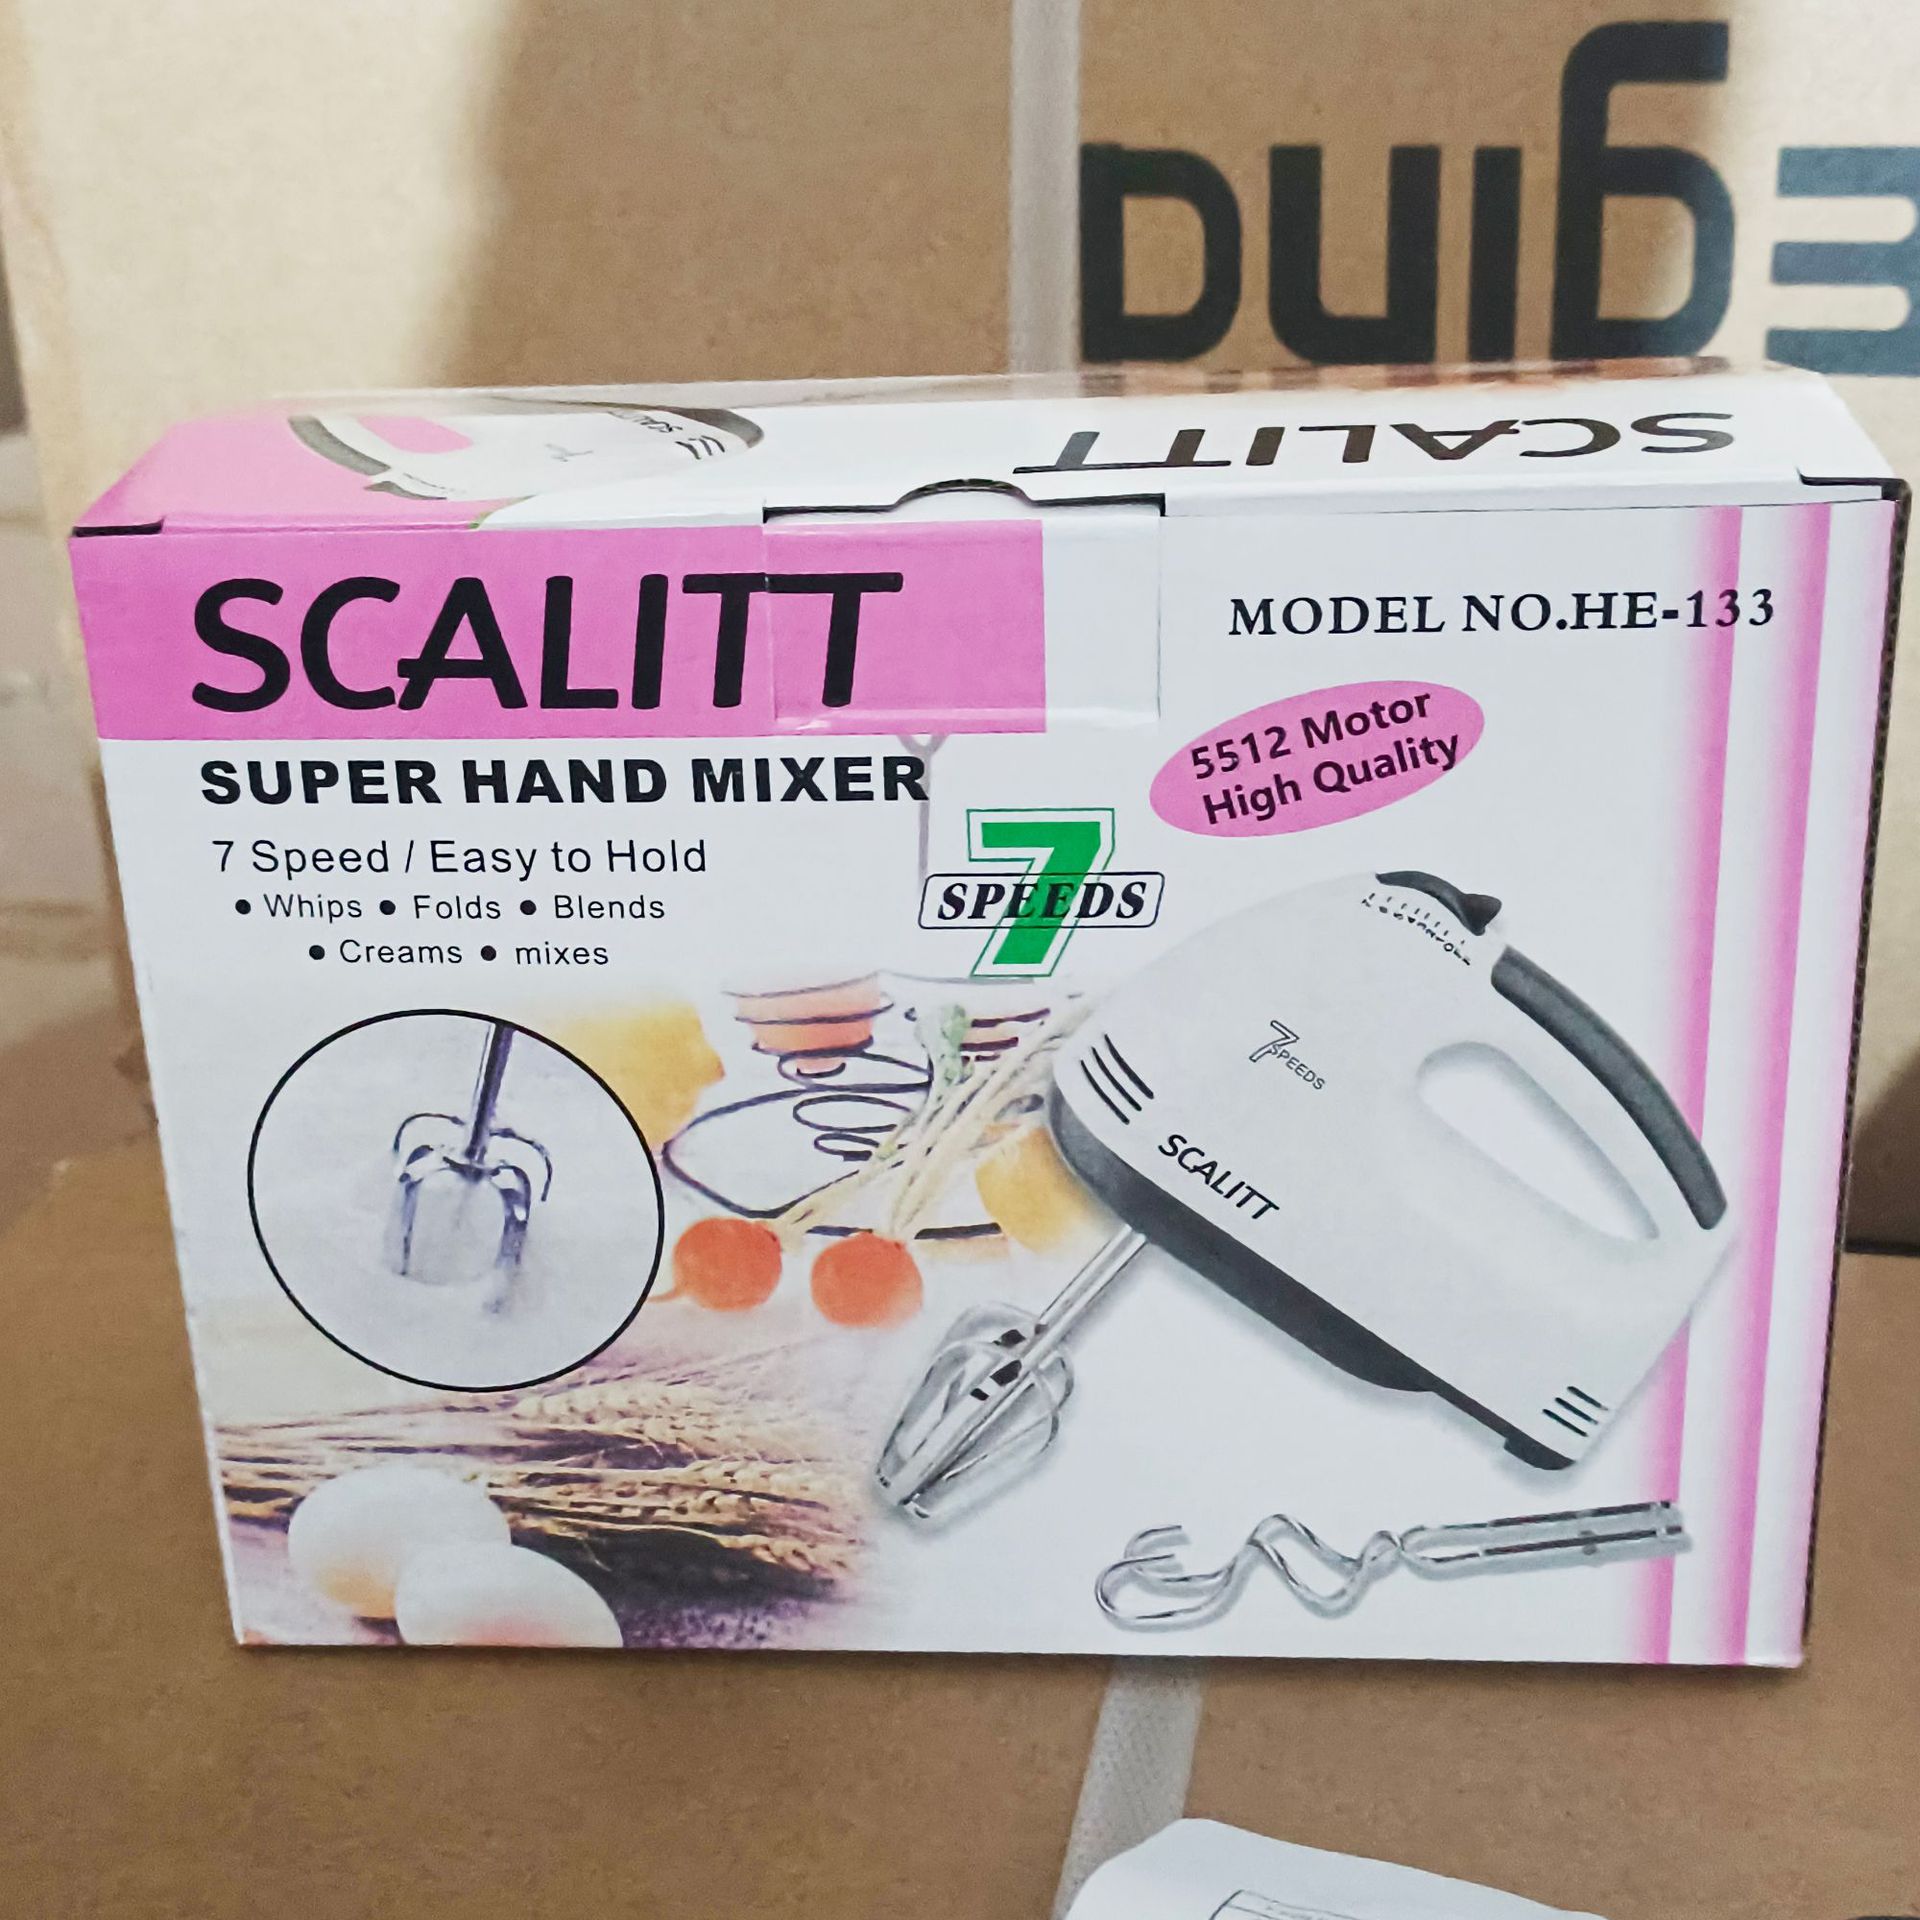 SCALITT
SCALITT
MODEL NO.HE-133
SUPER HAND MIXER
5512 Motor
High Quality
7 Speed / Easy to Hold
• Whips • Folds • Blends
• Creams • mixes
7
SPEEDS
7
SPEEDS
SCALITT